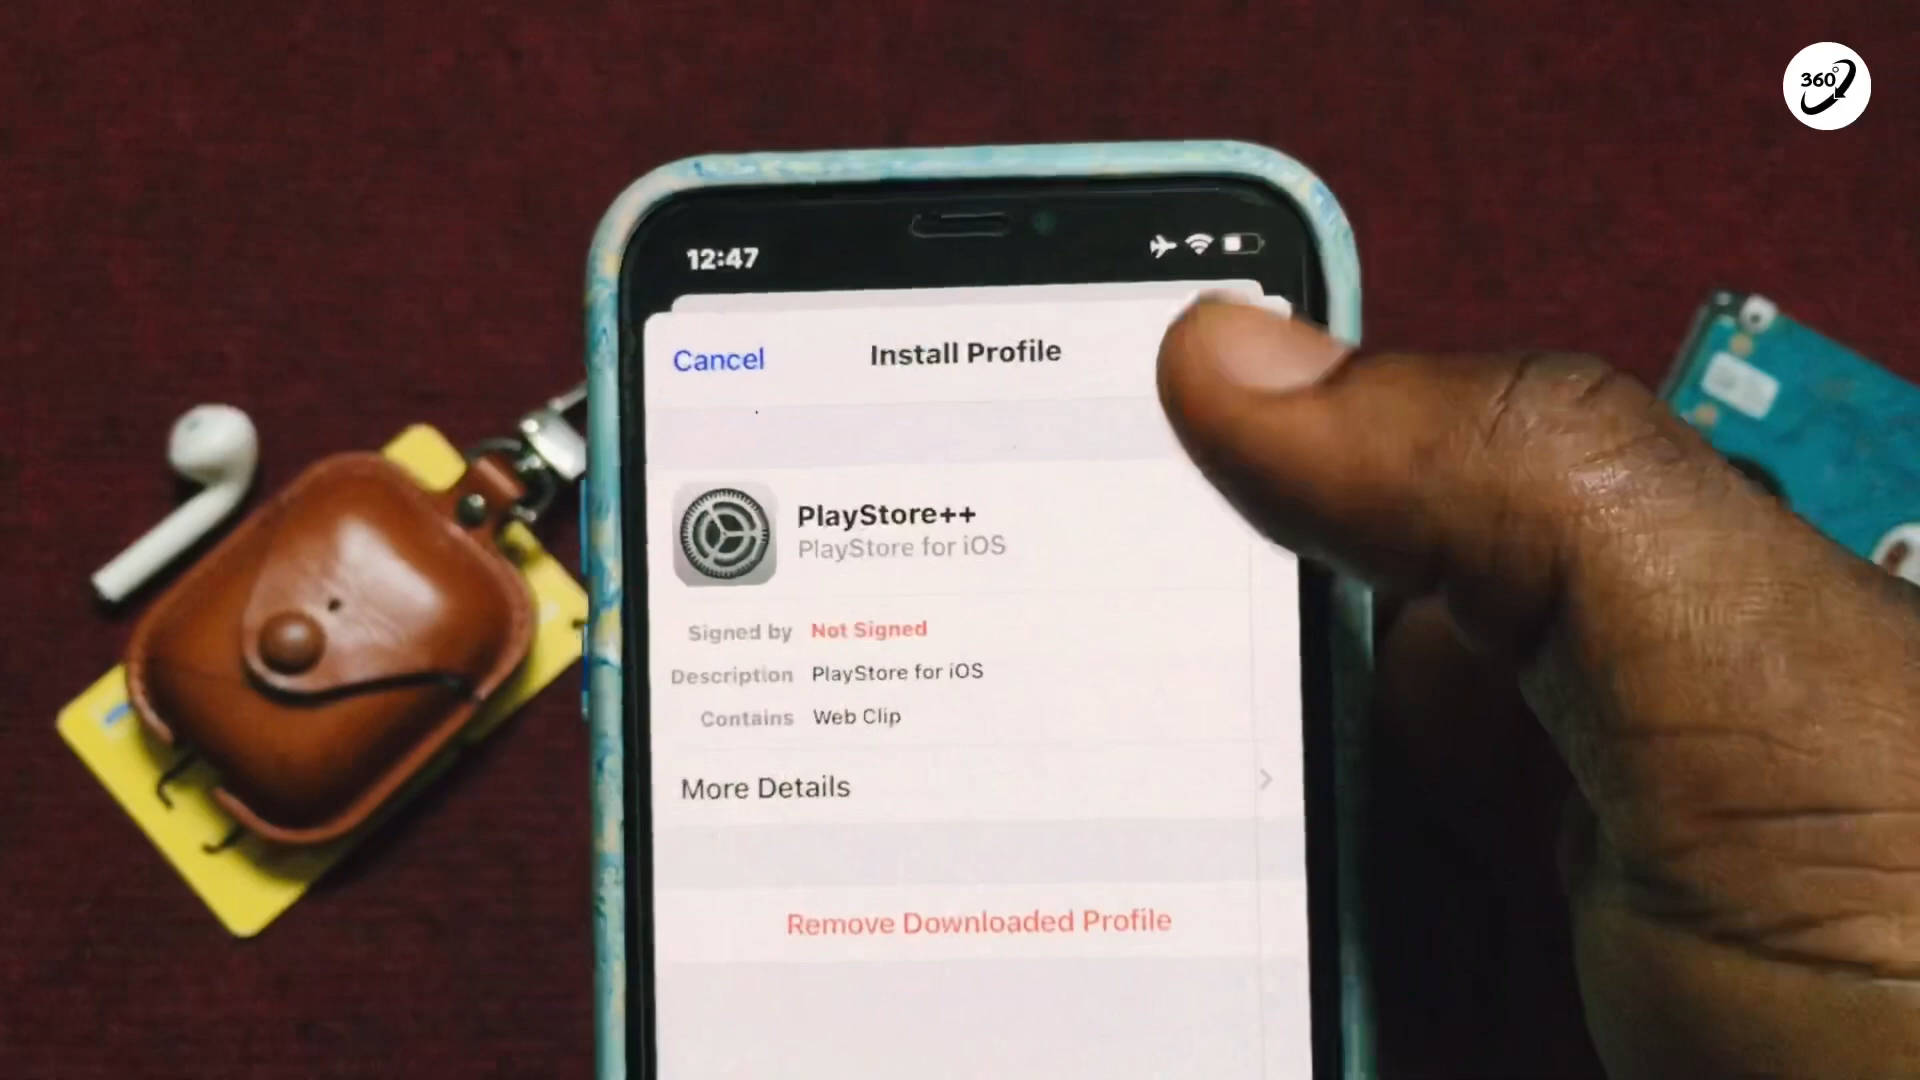 360°
12:47
Cancel
Install Profile
PlayStore++
PlayStore for iOS
Signed by Not Signed
Description PlayStore for iOS
Contains Web Clip
More Details
Remove Downloaded Profile